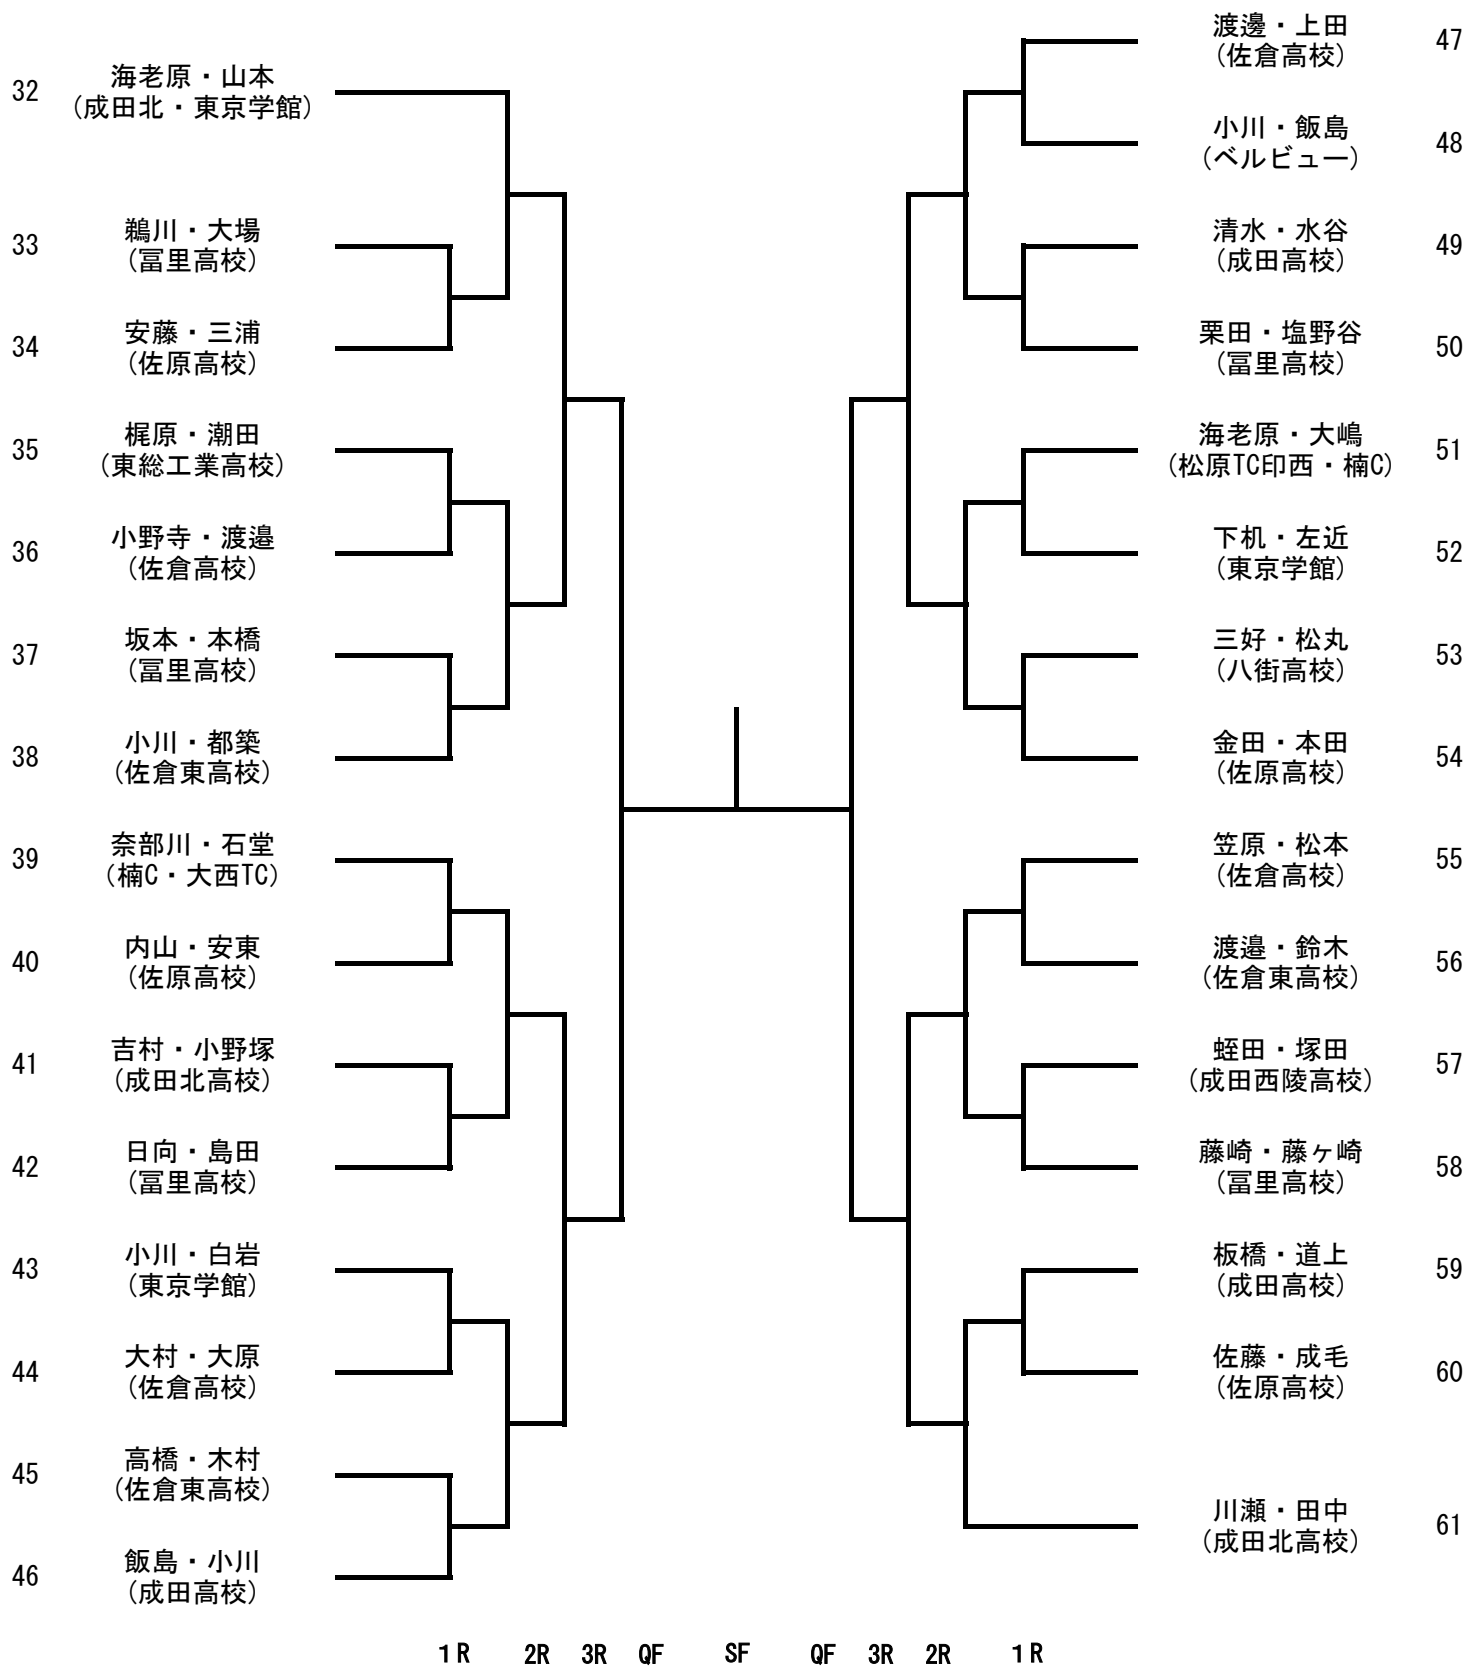 32 海老原・山本
(成田北・東京学館)
33 鵜川・大場
(冨里高校)
34 安藤・三浦
(佐原高校)
35 梶原・潮田
(東総工業高校)
36 小野寺・渡邉
(佐倉高校)
37 坂本・本橋
(冨里高校)
38 小川・都築
(佐倉東高校)
39 奈部川・石堂
(楠C・大西TC)
40 内山・安東
(佐原高校)
41 吉村・小野塚
(成田北高校)
42 日向・島田
(冨里高校)
43 小川・白岩
(東京学館)
44 大村・大原
(佐倉高校)
45 高橋・木村
(佐倉東高校)
46 飯島・小川
(成田高校)
渡邊・上田 47
(佐倉高校)
小川・飯島 48
(ベルビュー)
清水・水谷 49
(成田高校)
栗田・塩野谷 50
(冨里高校)
海老原・大嶋 51
(松原TC印西・楠C)
下机・左近 52
(東京学館)
三好・松丸 53
(八街高校)
金田・本田 54
(佐原高校)
笠原・松本 55
(佐倉高校)
渡邉・鈴木 56
(佐倉東高校)
蛭田・塚田 57
(成田西陵高校)
藤崎・藤ヶ崎 58
(冨里高校)
板橋・道上 59
(成田高校)
佐藤・成毛 60
(佐原高校)
川瀬・田中 61
(成田北高校)
1R 2R 3R QF SF QF 3R 2R 1R